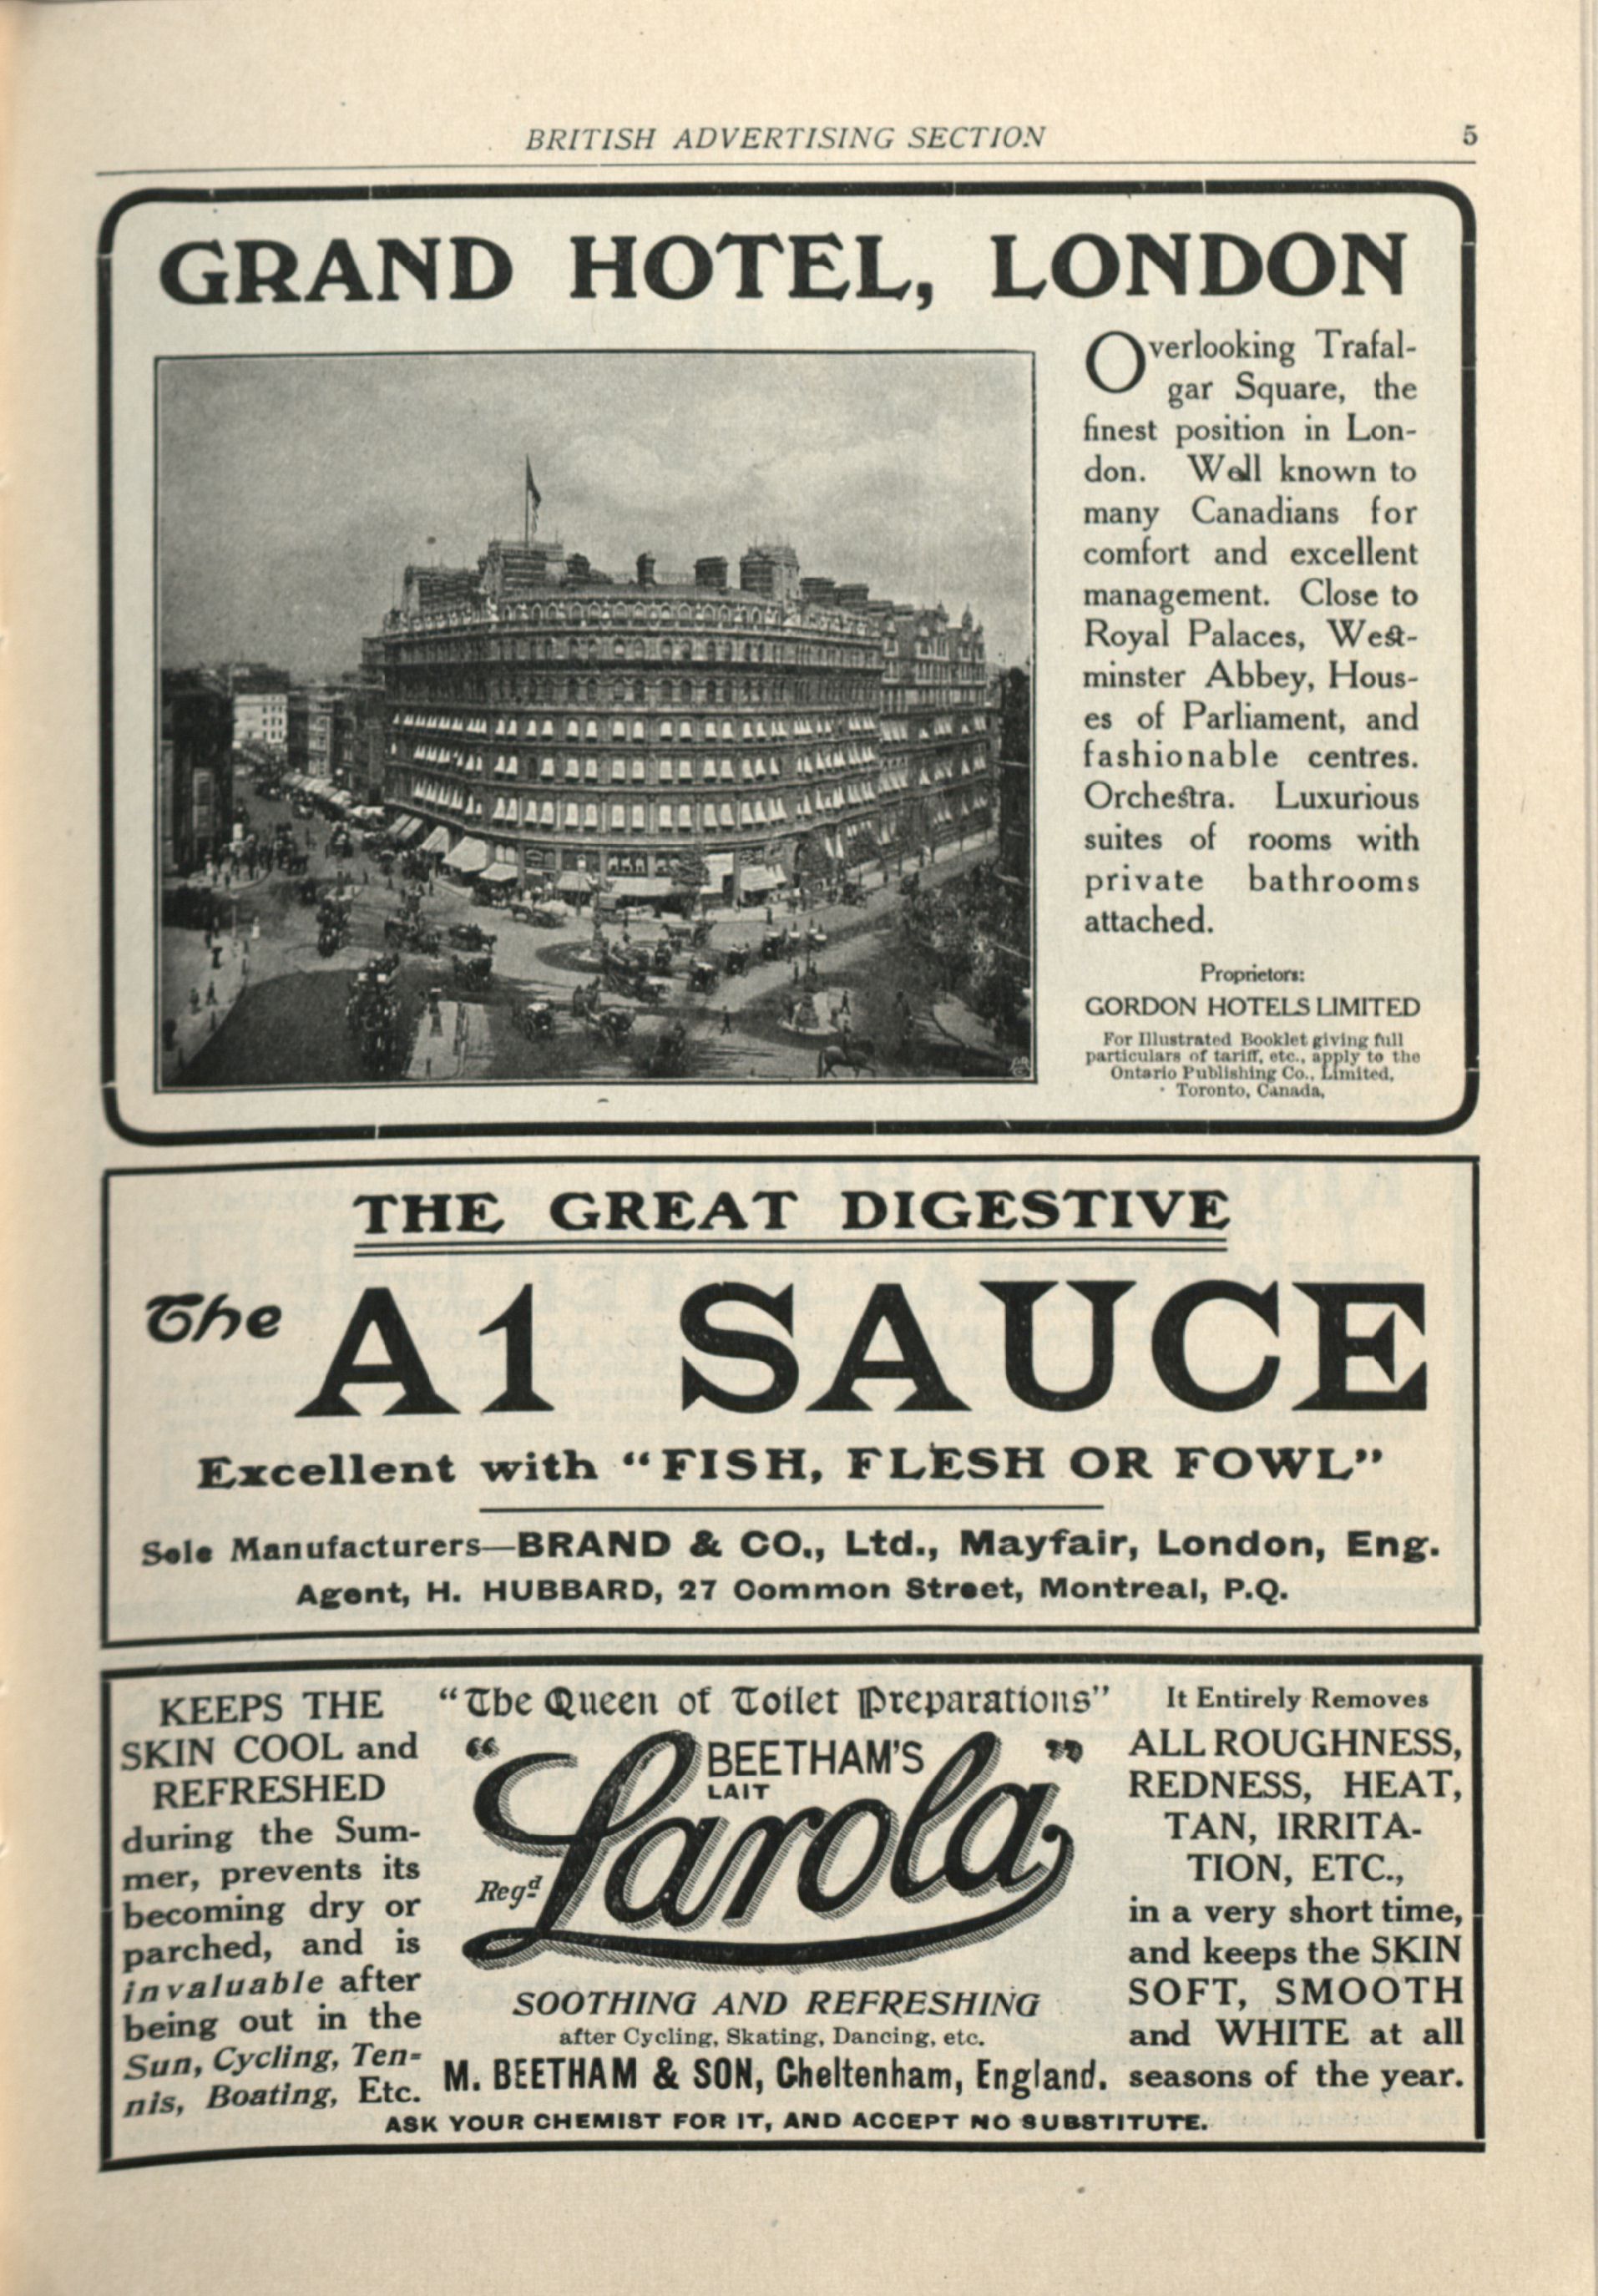 BRITISH ADVERTISING SECTION 5
GRAND HOTEL, LONDON
Overlooking Trafal-
gar Square, the
finest position in Lon-
don. Well known to
many Canadians for
comfort and excellent
management. Close to
Royal Palaces, West-
minster Abbey, Hous-
es of Parliament, and
fashionable centres.
Orchestra. Luxurious
suites of rooms with
private bathrooms
attached.
Proprietors:
GORDON HOTELS LIMITED
For Illustrated Booklet giving full
particulars of tariff, etc., apply to the
Ontario Publishing Co., Limited,
Toronto, Canada,
THE GREAT DIGESTIVE
The A1 SAUCE
Excellent with "FISH, FLESH OR FOWL"
Sole Manufacturers—BRAND & CO., Ltd., Mayfair, London, Eng.
Agent, H. HUBBARD, 27 Common Street, Montreal, P.Q.
KEEPS THE
SKIN COOL and
REFRESHED
during the Sum-
mer, prevents its
becoming dry or
parched, and is
invaluable after
being out in the
Sun, Cycling, Ten-
nis, Boating, Etc.
"The Queen of Toilet Preparations"
BEETHAM'S
LAIT
"Larola"
Regd
SOOTHING AND REFRESHING
after Cycling, Skating, Dancing, etc.
M. BEETHAM & SON, Cheltenham, England.
It Entirely Removes
ALL ROUGHNESS,
REDNESS, HEAT,
TAN, IRRITA-
TION, ETC.,
in a very short time,
and keeps the SKIN
SOFT, SMOOTH
and WHITE at all
seasons of the year.
ASK YOUR CHEMIST FOR IT, AND ACCEPT NO SUBSTITUTE.